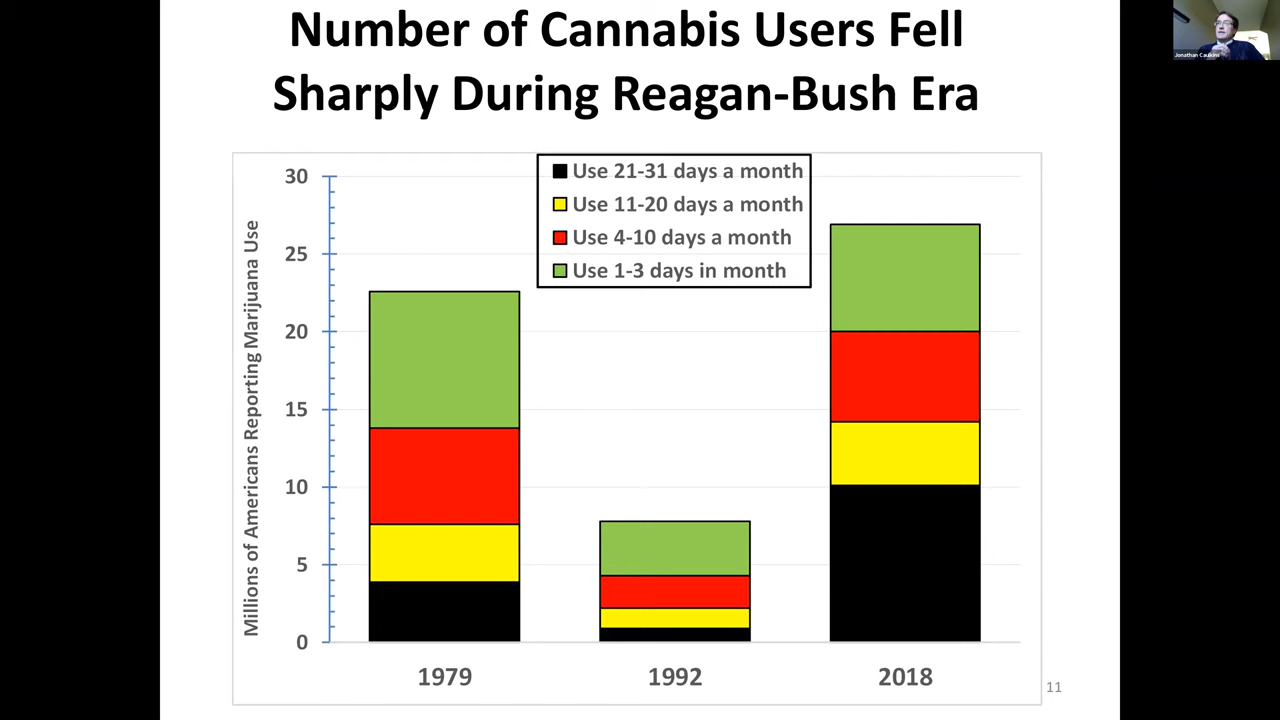 Number of Cannabis Users Fell
Sharply During Reagan-Bush Era
Jonathan Caulkins
Millions of Americans Reporting Marijuana Use
30
25
20
15
10
5
0
Use 21-31 days a month
Use 11-20 days a month
Use 4-10 days a month
Use 1-3 days in month
1979
1992
2018
11